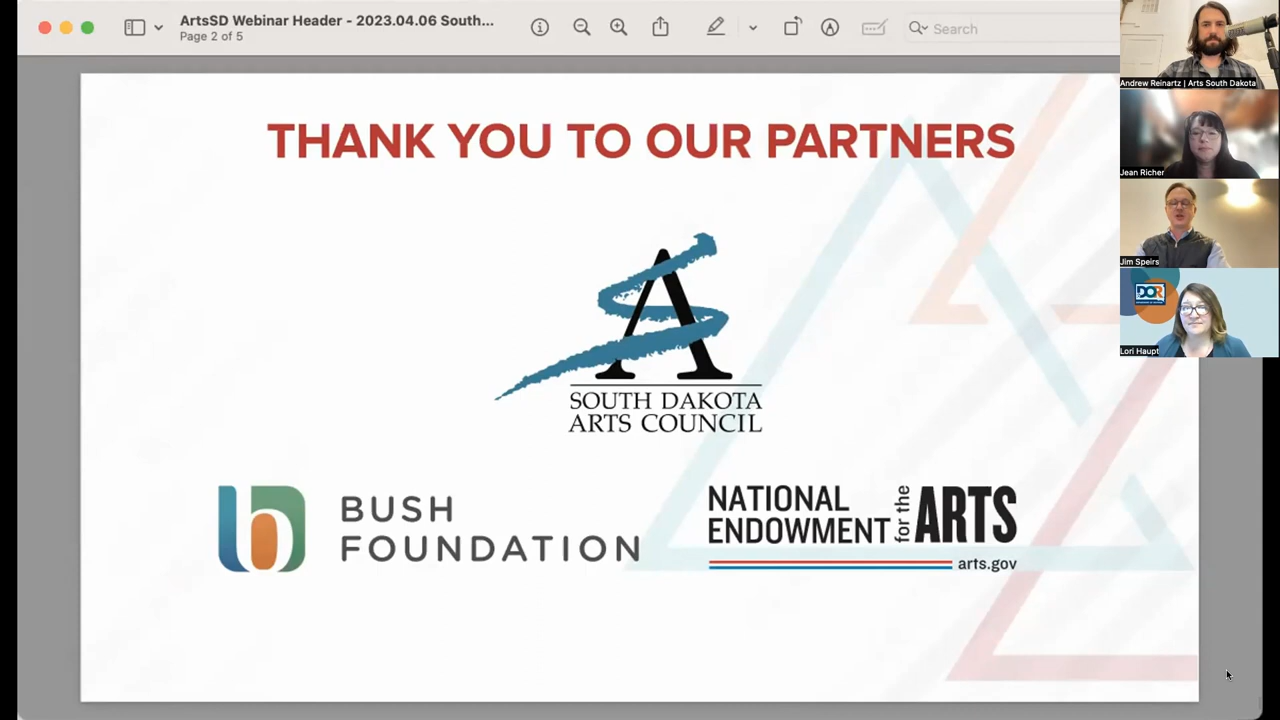 ArtsSD Webinar Header - 2023.04.06 South...
Page 2 of 5
Search
THANK YOU TO OUR PARTNERS
SOUTH DAKOTA
ARTS COUNCIL
BUSH
FOUNDATION
NATIONAL
ENDOWMENT
for the
ARTS
arts.gov
Andrew Reinartz | Arts South Dakota
Jean Richer
Jim Speirs
DOR
Lori Haupt